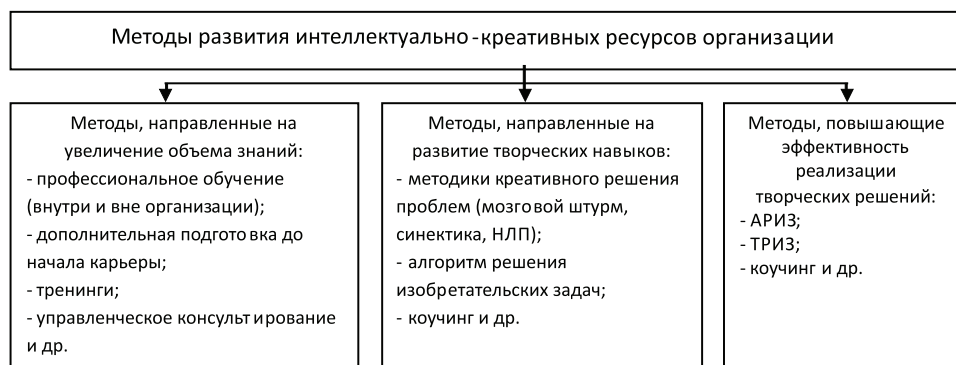 Методы развития интеллектуально-креативных ресурсов организации
Методы, направленные на
увеличение объема знаний:
- профессиональное обучение
(внутри и вне организации);
- дополнительная подготовка до
начала карьеры;
- тренинги;
- управленческое консультирование
и др.
Методы, направленные на
развитие творческих навыков:
- методики креативного решения
проблем (мозговой штурм,
синектика, НЛП);
- алгоритм решения
изобретательских задач;
- коучинг и др.
Методы, повышающие
эффективность
реализации
творческих решений:
- АРИЗ;
- ТРИЗ;
- коучинг и др.